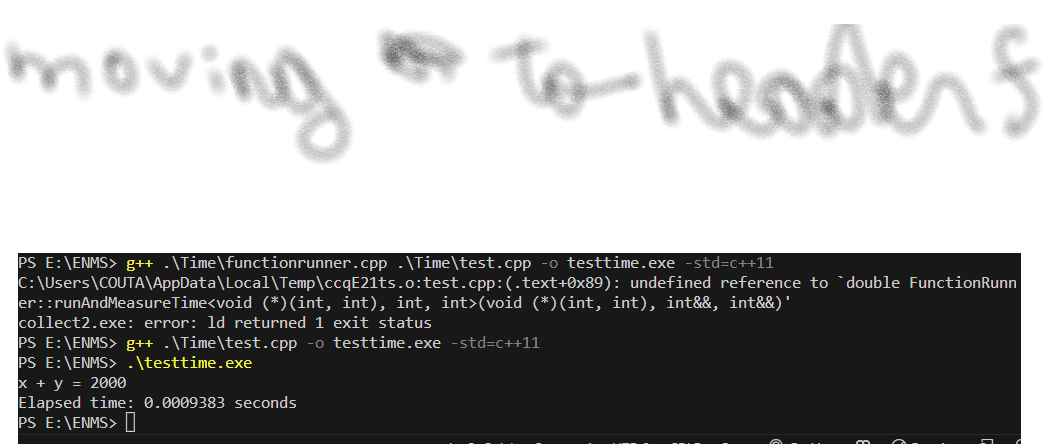 moving to headers
PS E:\ENMS> g++ .\Time\functionrunner.cpp .\Time\test.cpp -o testtime.exe -std=c++11
C:\Users\COUTA\AppData\Local\Temp\ccqE21ts.o:test.cpp:(.text+0x89): undefined reference to `double FunctionRunn
er::runAndMeasureTime<void (*)(int, int), int, int>(void (*)(int, int), int&&, int&&)'
collect2.exe: error: ld returned 1 exit status
PS E:\ENMS> g++ .\Time\test.cpp -o testtime.exe -std=c++11
PS E:\ENMS> .\testtime.exe
x + y = 2000
Elapsed time: 0.0009383 seconds
PS E:\ENMS>